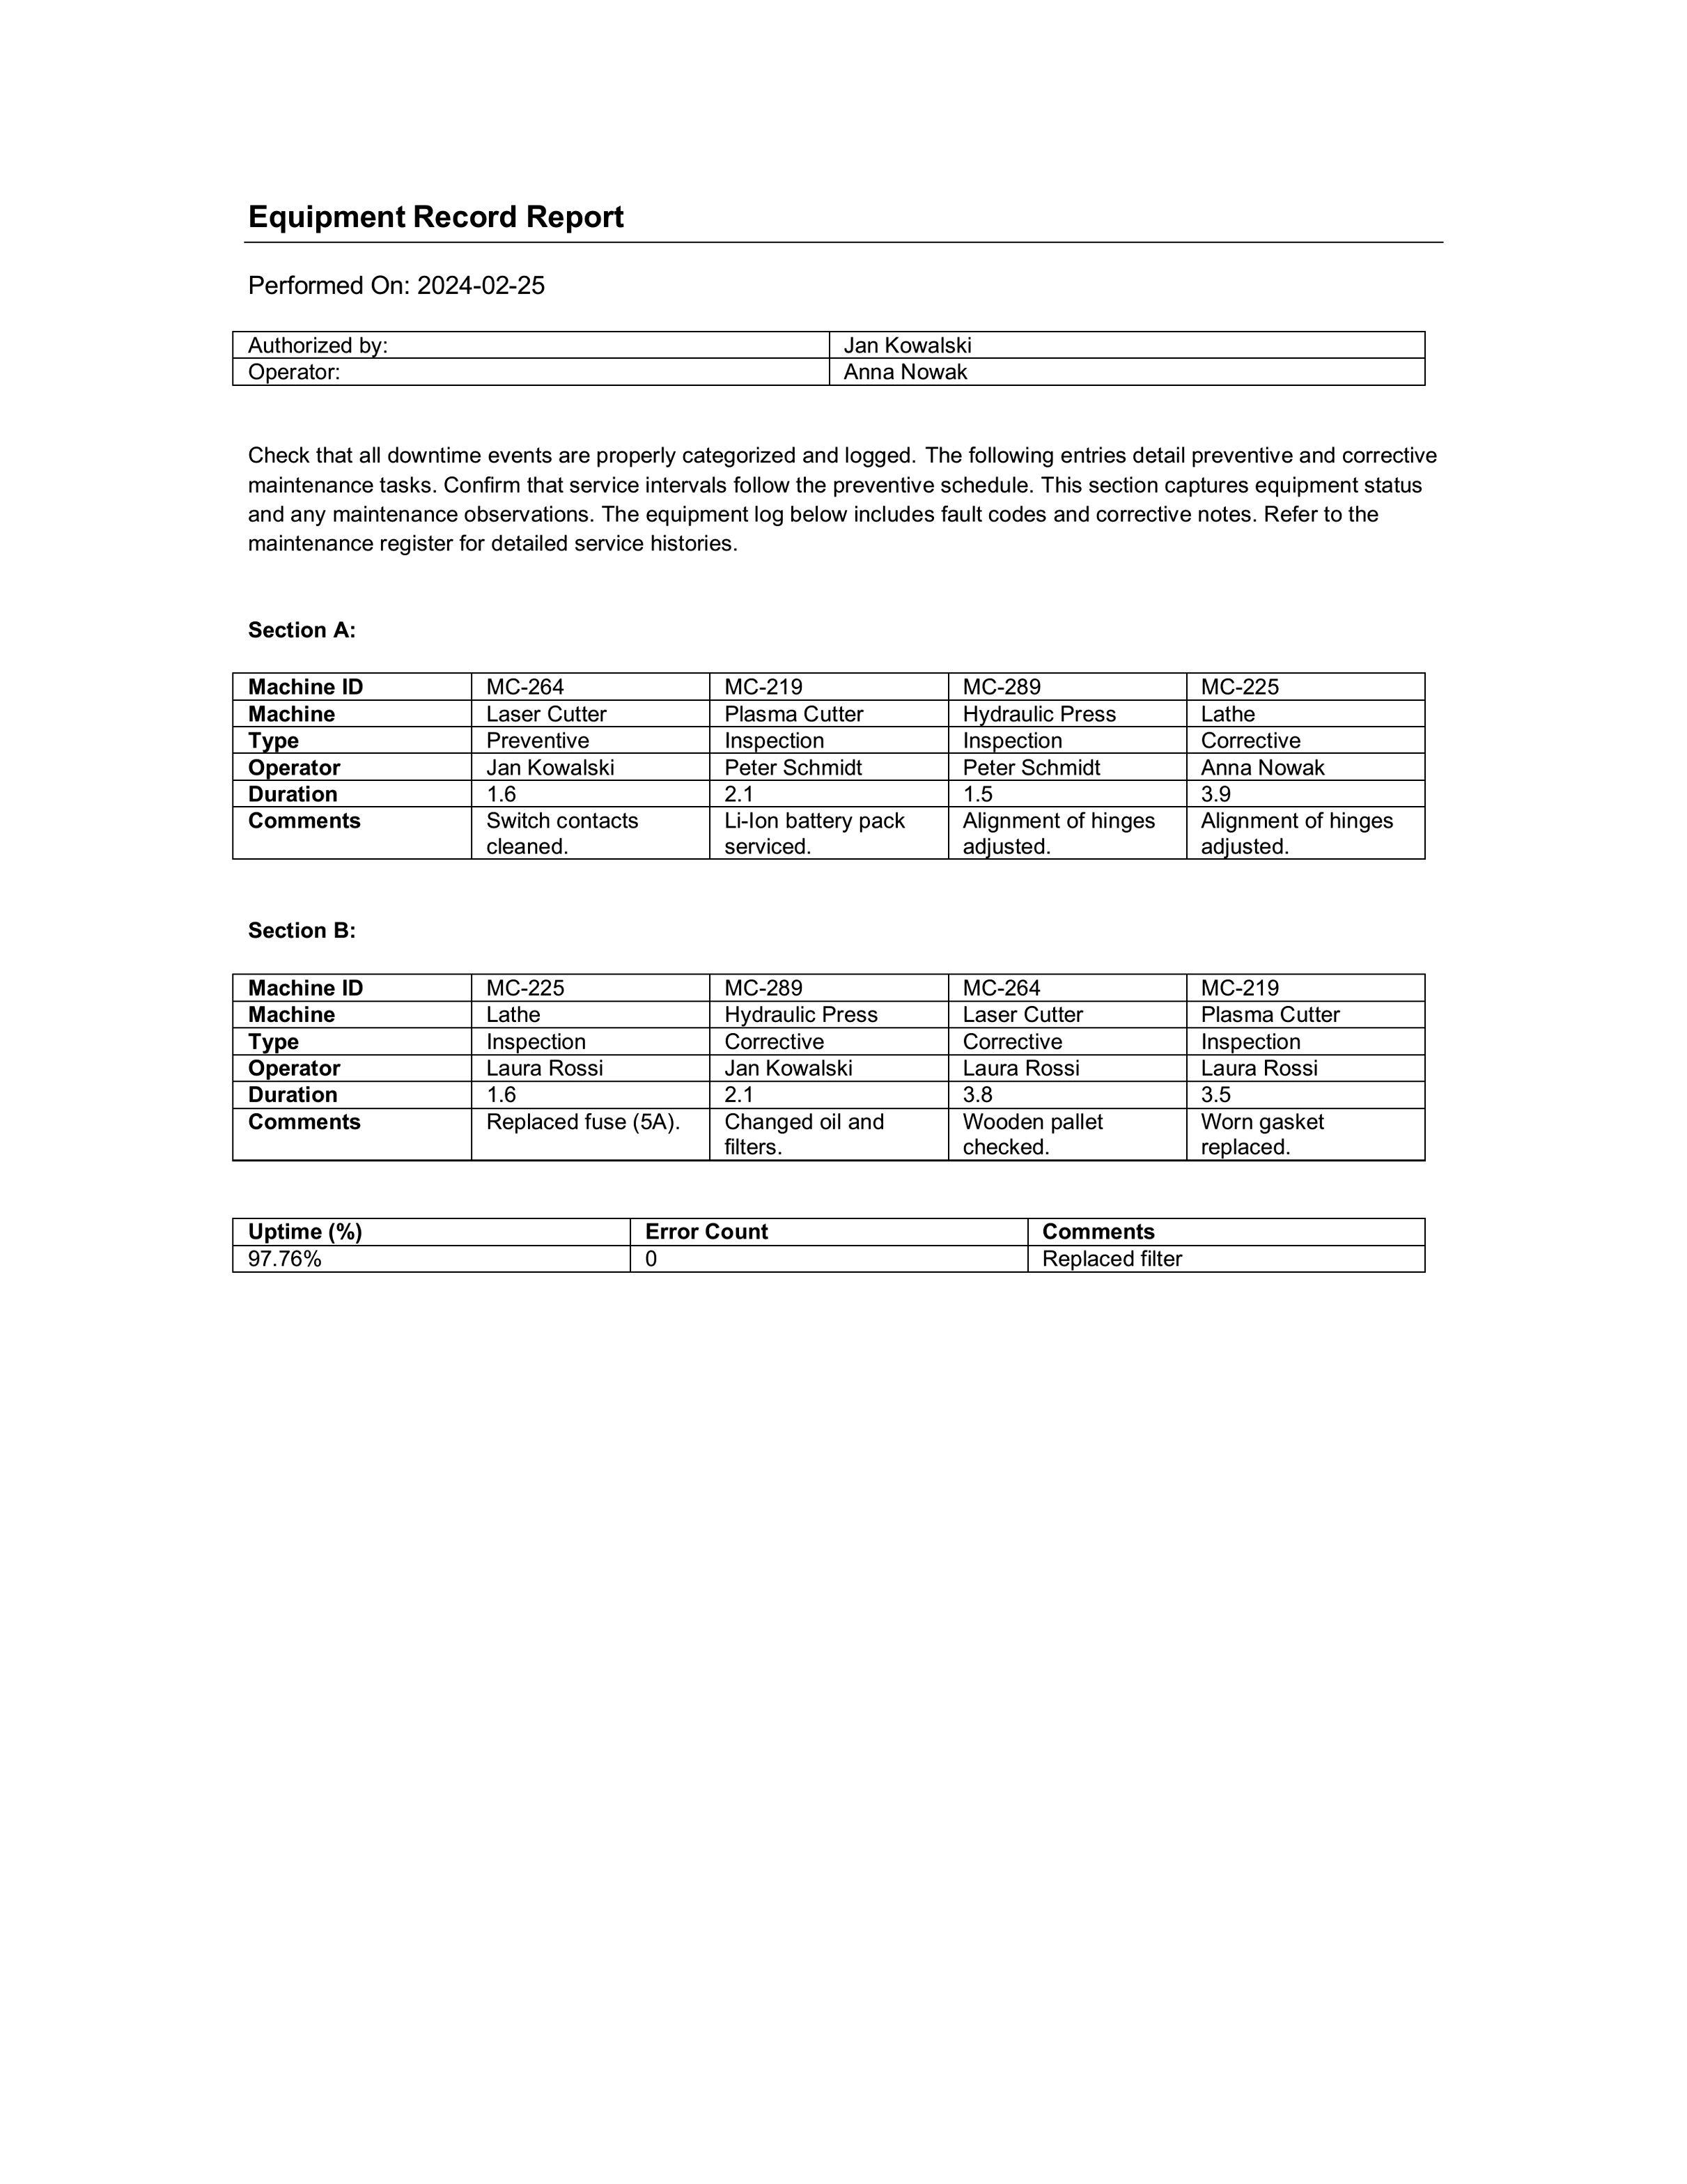 Equipment Record Report
Performed On: 2024-02-25
Authorized by: Jan Kowalski
Operator: Anna Nowak
Check that all downtime events are properly categorized and logged. The following entries detail preventive and corrective
maintenance tasks. Confirm that service intervals follow the preventive schedule. This section captures equipment status
and any maintenance observations. The equipment log below includes fault codes and corrective notes. Refer to the
maintenance register for detailed service histories.
Section A:
Machine ID MC-264 MC-219 MC-289 MC-225
Machine Laser Cutter Plasma Cutter Hydraulic Press Lathe
Type Preventive Inspection Inspection Corrective
Operator Jan Kowalski Peter Schmidt Peter Schmidt Anna Nowak
Duration 1.6 2.1 1.5 3.9
Comments Switch contacts Li-Ion battery pack Alignment of hinges Alignment of hinges
cleaned. serviced. adjusted. adjusted.
Section B:
Machine ID MC-225 MC-289 MC-264 MC-219
Machine Lathe Hydraulic Press Laser Cutter Plasma Cutter
Type Inspection Corrective Corrective Inspection
Operator Laura Rossi Jan Kowalski Laura Rossi Laura Rossi
Duration 1.6 2.1 3.8 3.5
Comments Replaced fuse (5A). Changed oil and Wooden pallet Worn gasket
filters. checked. replaced.
Uptime (%) Error Count Comments
97.76% 0 Replaced filter